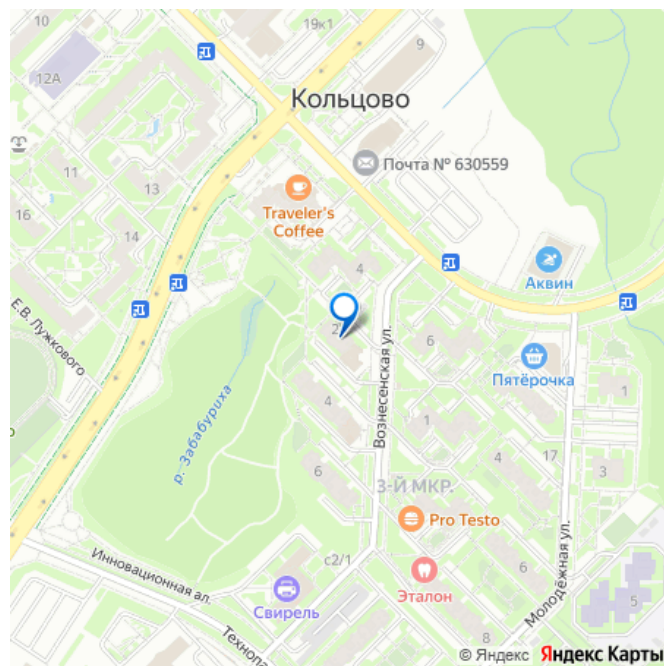 10
19к1
9
12А
Кольцово
Почта № 630559
11
13
Traveler's
Coffee
16
14
4
Аквин
Е.В. Лужкового
2
6
Пятёрочка
Вознесенская ул.
р. Забабуриха
4
1
1
6
4
17
3
3-Й МКР.
Pro Testo
Инновационная ал.
с2/1
6
Молодёжная ул.
Эталон
Свирель
5
Технопа
8
© Яндекс Яндекс Карты